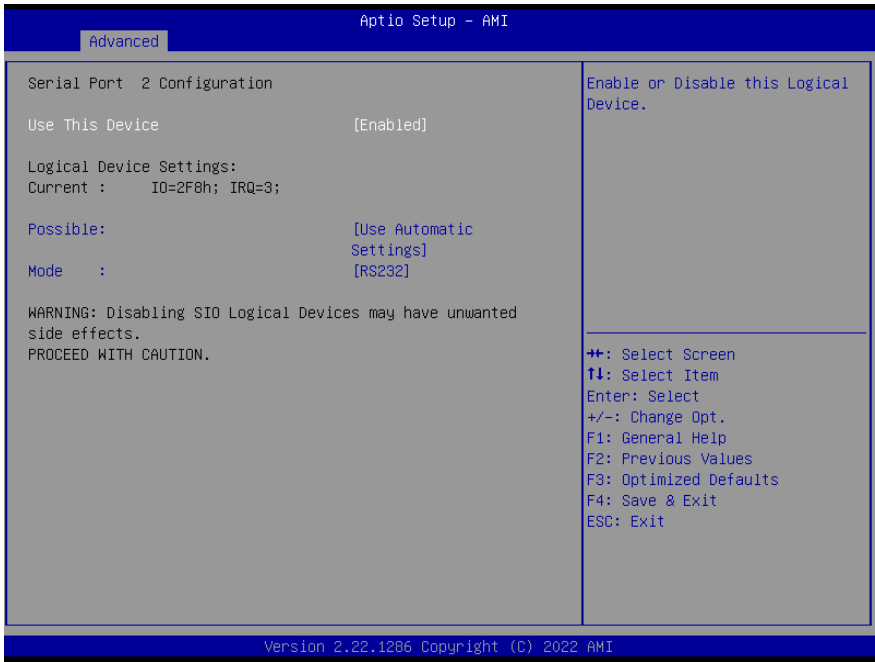 Aptio Setup – AMI
Advanced
Serial Port  2 Configuration
Use This Device [Enabled]
Logical Device Settings:
Current :  IO=2F8h; IRQ=3;
Possible: [Use Automatic
Settings]
Mode  : [RS232]
WARNING: Disabling SIO Logical Devices may have unwanted
side effects.
PROCEED WITH CAUTION.
Enable or Disable this Logical
Device.
→←: Select Screen
↑↓: Select Item
Enter: Select
+/-: Change Opt.
F1: General Help
F2: Previous Values
F3: Optimized Defaults
F4: Save & Exit
ESC: Exit
Version 2.22.1286 Copyright (C) 2022 AMI